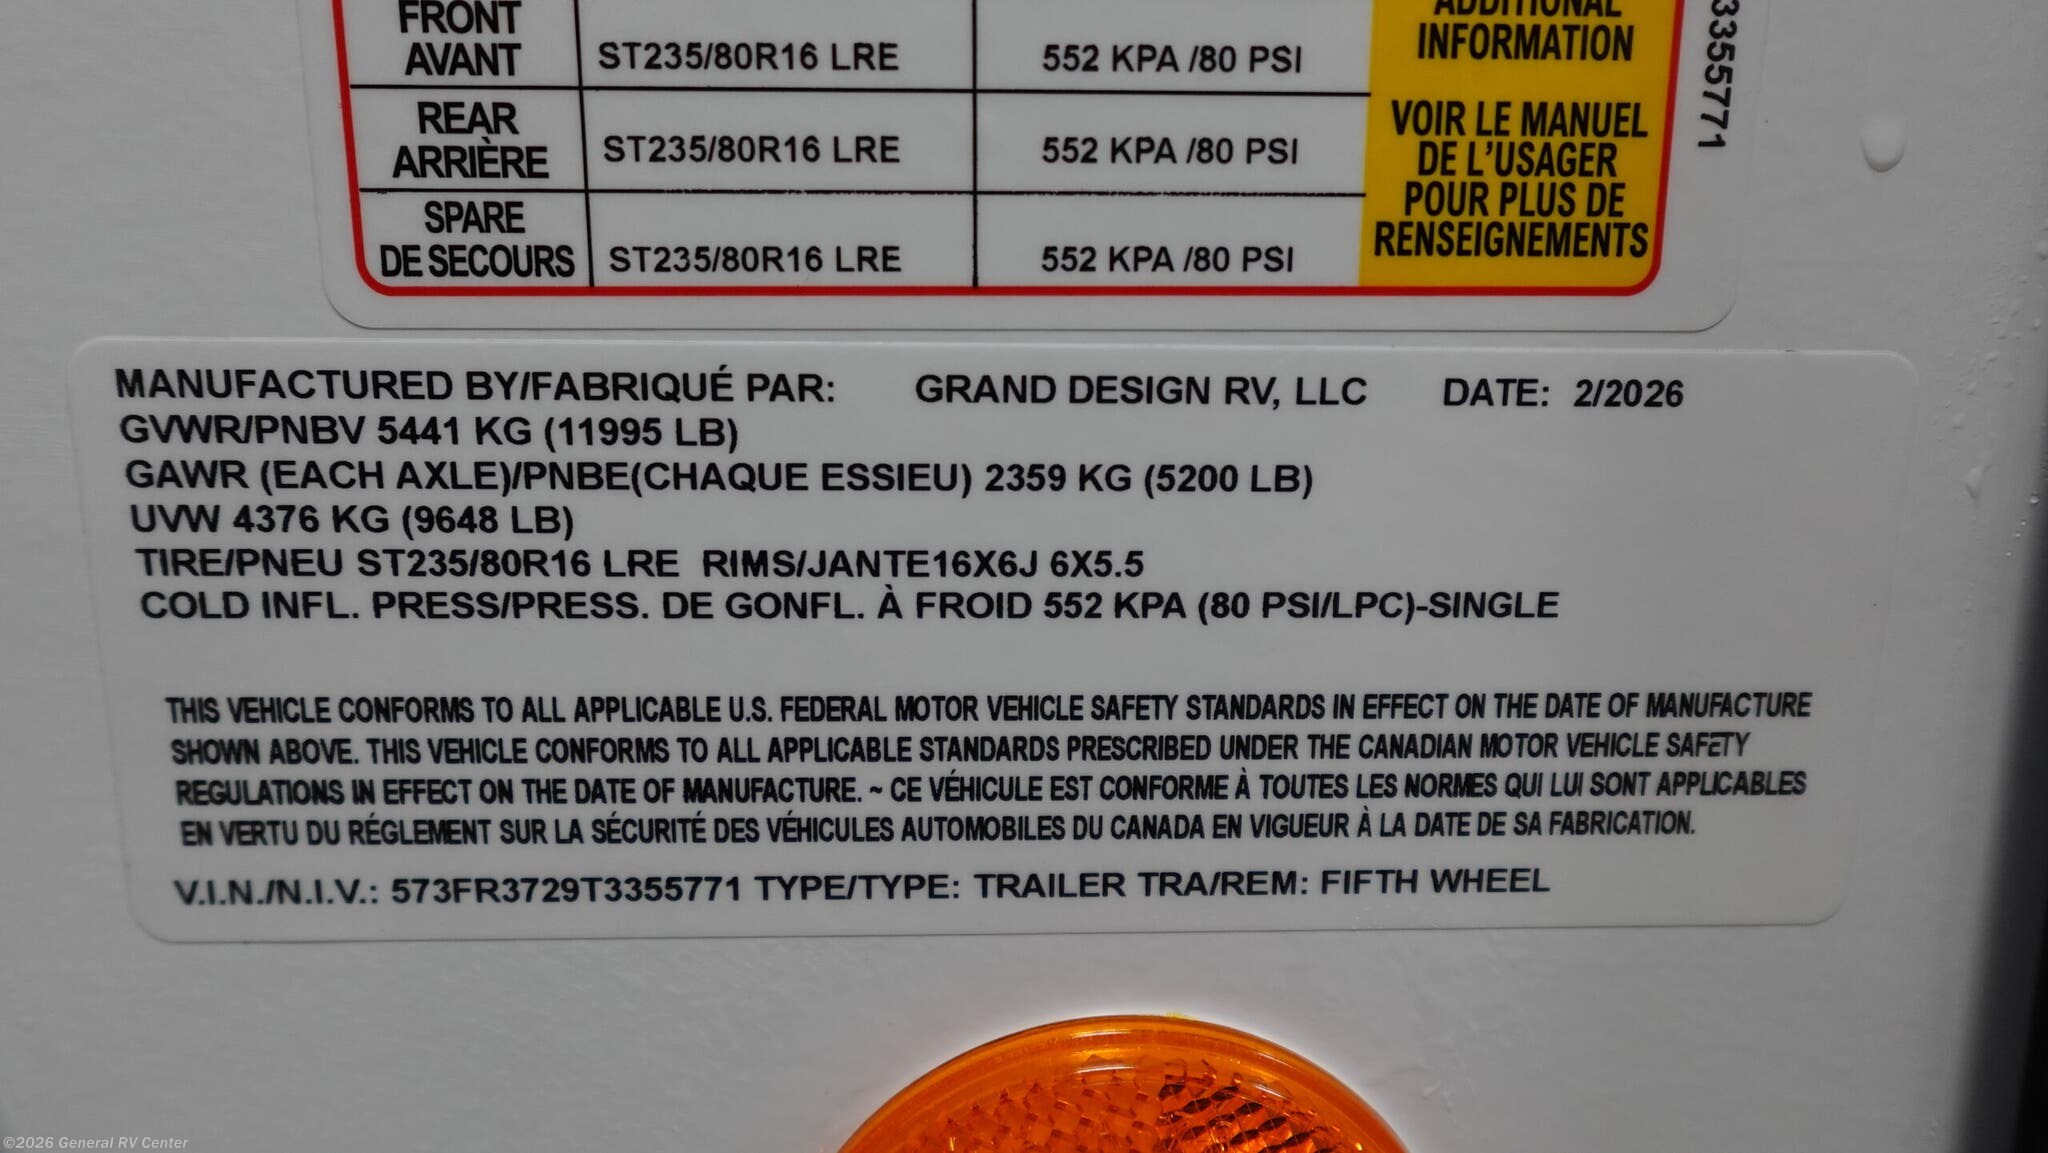 FRONT
AVANT
ST235/80R16 LRE
552 KPA /80 PSI
REAR
ARRIÈRE
ST235/80R16 LRE
552 KPA /80 PSI
SPARE
DE SECOURS
ST235/80R16 LRE
552 KPA /80 PSI
ADDITIONAL
INFORMATION
VOIR LE MANUEL
DE L'USAGER
POUR PLUS DE
RENSEIGNEMENTS
3355771
MANUFACTURED BY/FABRIQUÉ PAR: GRAND DESIGN RV, LLC DATE: 2/2026
GVWR/PNBV 5441 KG (11995 LB)
GAWR (EACH AXLE)/PNBE(CHAQUE ESSIEU) 2359 KG (5200 LB)
UVW 4376 KG (9648 LB)
TIRE/PNEU ST235/80R16 LRE RIMS/JANTE16X6J 6X5.5
COLD INFL. PRESS/PRESS. DE GONFL. À FROID 552 KPA (80 PSI/LPC)-SINGLE
THIS VEHICLE CONFORMS TO ALL APPLICABLE U.S. FEDERAL MOTOR VEHICLE SAFETY STANDARDS IN EFFECT ON THE DATE OF MANUFACTURE
SHOWN ABOVE. THIS VEHICLE CONFORMS TO ALL APPLICABLE STANDARDS PRESCRIBED UNDER THE CANADIAN MOTOR VEHICLE SAFETY
REGULATIONS IN EFFECT ON THE DATE OF MANUFACTURE. ~ CE VÉHICULE EST CONFORME À TOUTES LES NORMES QUI LUI SONT APPLICABLES
EN VERTU DU RÉGLEMENT SUR LA SÉCURITÉ DES VÉHICULES AUTOMOBILES DU CANADA EN VIGUEUR À LA DATE DE SA FABRICATION.
V.I.N./N.I.V.: 573FR3729T3355771 TYPE/TYPE: TRAILER TRA/REM: FIFTH WHEEL
©2026 General RV Center